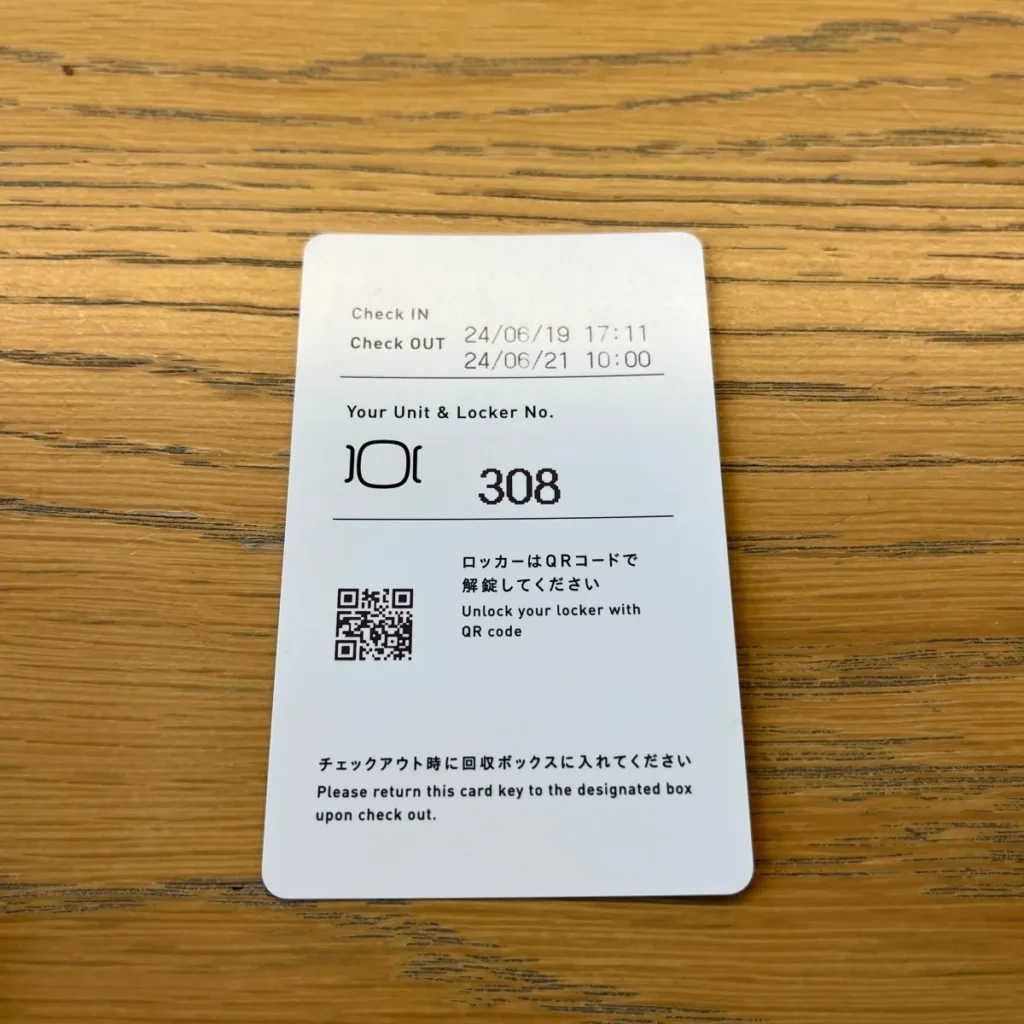 Check IN
24/06/19 17:11
Check OUT
24/06/21 10:00
Your Unit & Locker No.
308
ロッカーはQRコードで
解錠してください
Unlock your locker with
QR code
チェックアウト時に回収ボックスに入れてください
Please return this card key to the designated box
upon check out.